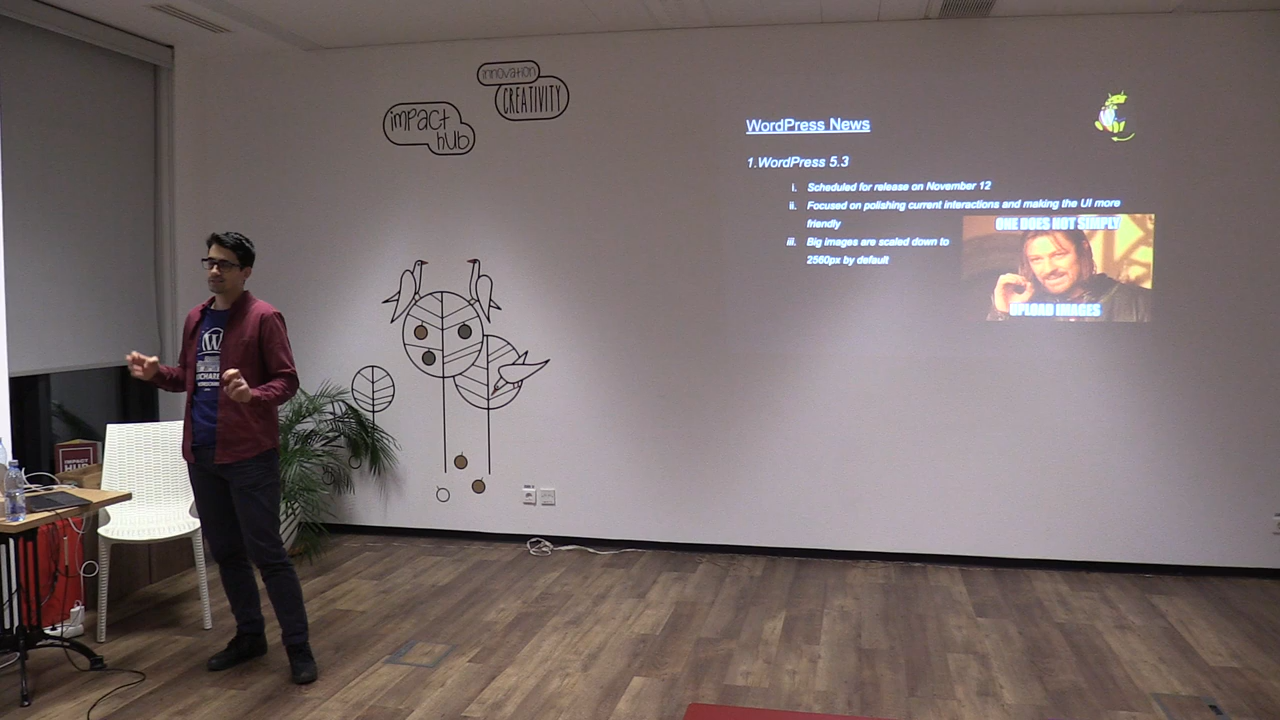 innovation
CREATIVITY
impact
hub
WordPress News
1.WordPress 5.3
i. Scheduled for release on November 12
ii. Focused on polishing current interactions and making the UI more
friendly
iii. Big images are scaled down to
2560px by default
ONE DOES NOT SIMPLY
UPLOAD IMAGES
W
IMPACT
HUB